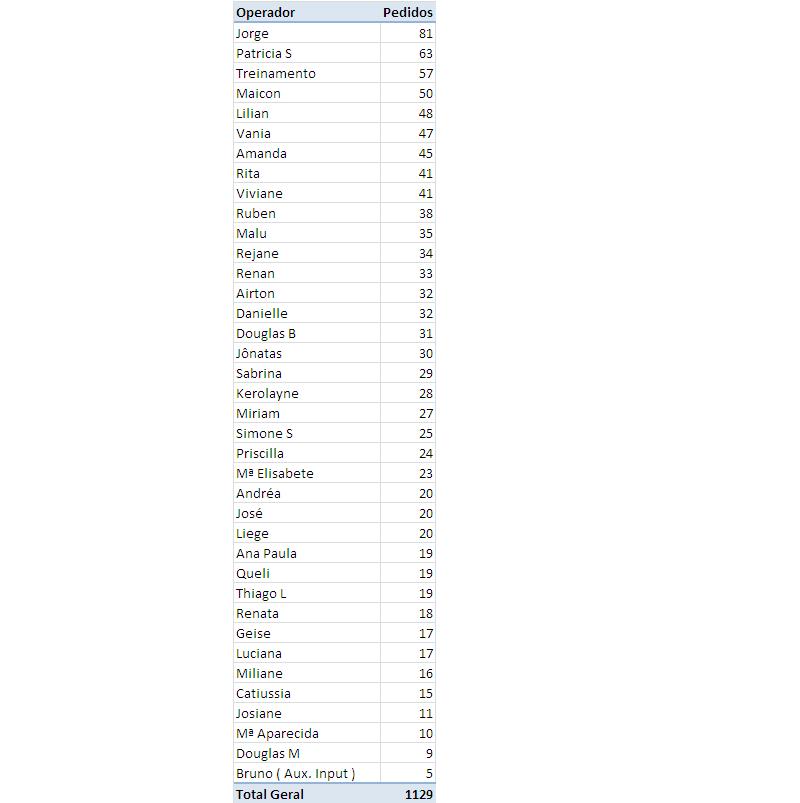 Operador Pedidos
Jorge 81
Patricia S 63
Treinamento 57
Maicon 50
Lilian 48
Vania 47
Amanda 45
Rita 41
Viviane 41
Ruben 38
Malu 35
Rejane 34
Renan 33
Airton 32
Danielle 32
Douglas B 31
Jônatas 30
Sabrina 29
Kerolayne 28
Miriam 27
Simone S 25
Priscilla 24
Mª Elisabete 23
Andréa 20
José 20
Liege 20
Ana Paula 19
Queli 19
Thiago L 19
Renata 18
Geise 17
Luciana 17
Miliane 16
Catiussia 15
Josiane 11
Mª Aparecida 10
Douglas M 9
Bruno ( Aux. Input ) 5
Total Geral 1129